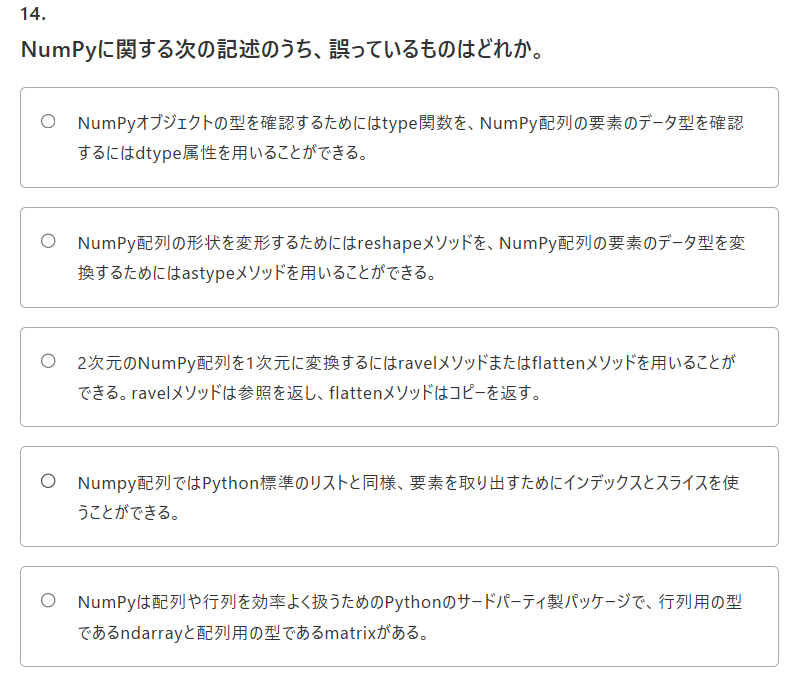 14.
NumPyに関する次の記述のうち、誤っているものはどれか。
NumPyオブジェクトの型を確認するためにはtype関数を、NumPy配列の要素のデータ型を確認
するにはdtype属性を用いることができる。
NumPy配列の形状を変形するためにはreshapeメソッドを、NumPy配列の要素のデータ型を変
換するためにはastypeメソッドを用いることができる。
2次元のNumPy配列を1次元に変換するにはravelメソッドまたはflattenメソッドを用いることが
できる。ravelメソッドは参照を返し、flattenメソッドはコピーを返す。
Numpy配列ではPython標準のリストと同様、要素を取り出すためにインデックスとスライスを使
うことができる。
NumPyは配列や行列を効率よく扱うためのPythonのサードパーティ製パッケージで、行列用の型
であるndarrayと配列用の型であるmatrixがある。